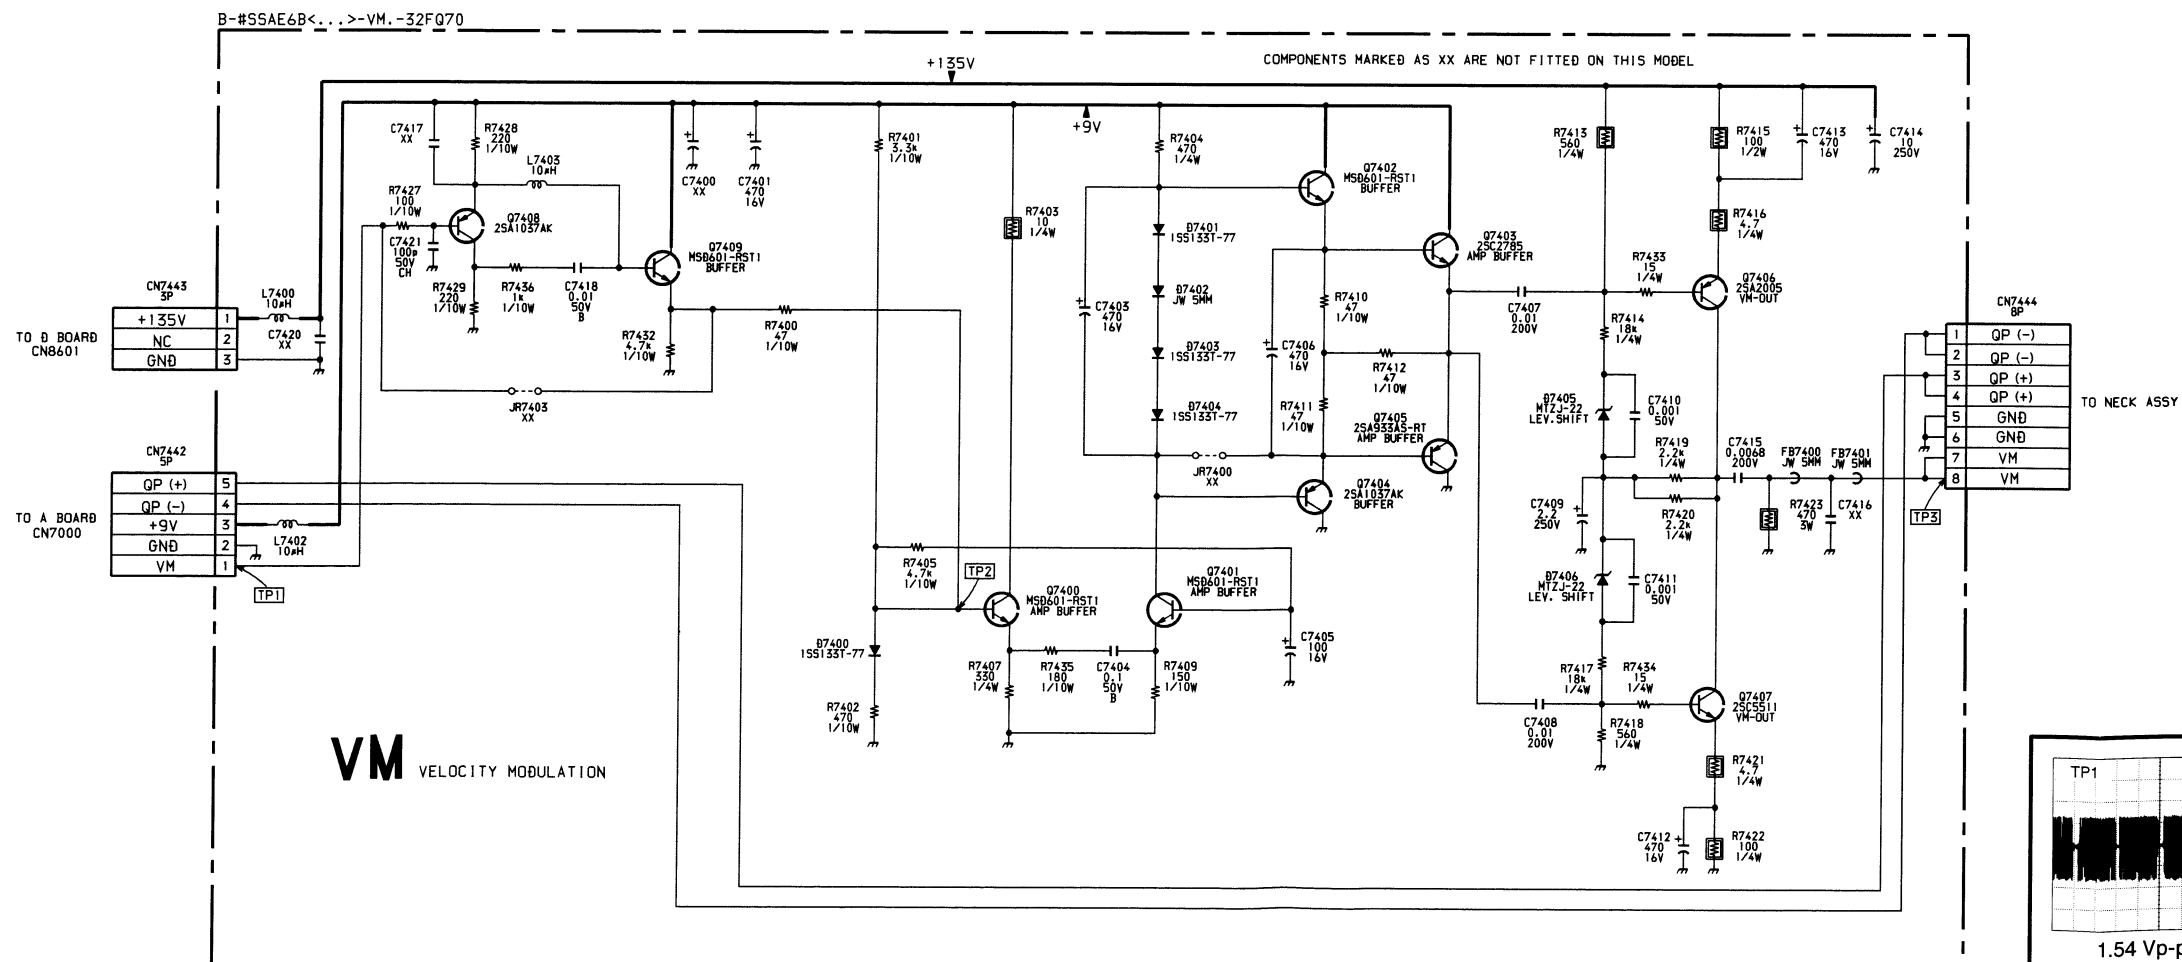 B-#SSAE6B<...>-VM.-32FQ70
COMPONENTS MARKED AS XX ARE NOT FITTED ON THIS MODEL
+135V
+9V
C7417
XX
R7428
220
1/10W
L7403
10µH
R7427
100
1/10W
C7421
100p
50V
CH
Q7408
2SA1037AK
C7400
XX
C7401
470
16V
Q7409
MSD601-RST1
BUFFER
R7429
220
1/10W
R7436
1k
1/10W
C7418
0.01
50V
B
R7432
4.7k
1/10W
R7400
47
1/10W
JR7403
XX
R7401
3.3k
1/10W
R7403
10
1/4W
R7404
470
1/4W
Q7402
MSD601-RST1
BUFFER
D7401
1SS133T-77
D7402
JW 5MM
D7403
1SS133T-77
D7404
1SS133T-77
C7403
470
16V
C7406
470
16V
R7410
47
1/10W
R7411
47
1/10W
R7412
47
1/10W
Q7403
2SC2785
AMP BUFFER
Q7405
2SA933AS-RT
AMP BUFFER
JR7400
XX
Q7404
2SA1037AK
BUFFER
R7405
4.7k
1/10W
TP2
Q7400
MSD601-RST1
AMP BUFFER
Q7401
MSD601-RST1
AMP BUFFER
D7400
1SS133T-77
R7402
470
1/10W
R7407
330
1/4W
R7435
180
1/10W
C7404
0.1
50V
B
R7409
150
1/10W
C7405
100
16V
R7413
560
1/4W
R7415
100
1/2W
C7413
470
16V
C7414
10
250V
R7416
4.7
1/4W
R7433
15
1/4W
Q7406
2SA2005
VM-OUT
C7407
0.01
200V
R7414
18k
1/4W
D7405
MTZJ-22
LEV.SHIFT
C7410
0.001
50V
R7419
2.2k
1/4W
C7415
0.0068
200V
FB7400
JW 5MM
FB7401
JW 5MM
C7409
2.2
250V
R7420
2.2k
1/4W
R7423
470
3W
C7416
XX
D7406
MTZJ-22
LEV. SHIFT
C7411
0.001
50V
R7417
18k
1/4W
R7434
15
1/4W
Q7407
2SC5511
VM-OUT
C7408
0.01
200V
R7418
560
1/4W
R7421
4.7
1/4W
C7412
470
16V
R7422
100
1/4W
CN7443
3P
+135V 1
NC 2
GND 3
TO D BOARD
CN8601
L7400
10µH
C7420
XX
CN7442
5P
QP (+) 5
QP (-) 4
+9V 3
GND 2
VM 1
TO A BOARD
CN7000
L7402
10µH
TP1
CN7444
8P
1 QP (-)
2 QP (-)
3 QP (+)
4 QP (+)
5 GND
6 GND
7 VM
8 VM
TO NECK ASSY
TP3
VM VELOCITY MODULATION
TP1
1.54 Vp-p